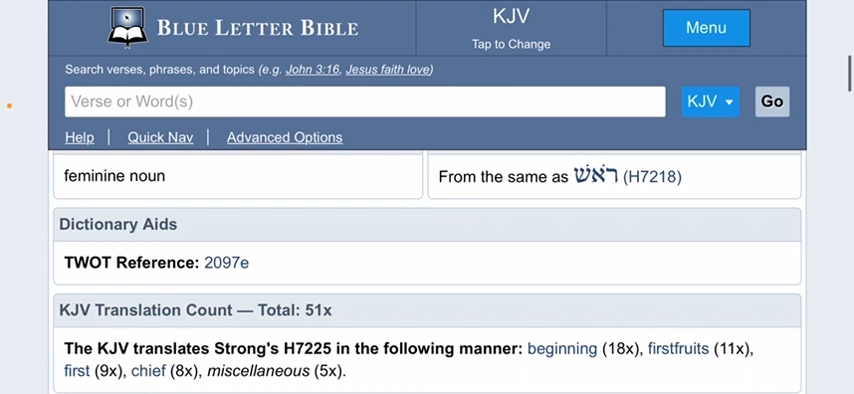 BLUE LETTER BIBLE
KJV
Tap to Change
Menu
Search verses, phrases, and topics (e.g. John 3:16, Jesus faith love)
Verse or Word(s)
KJV
Go
Help | Quick Nav | Advanced Options
feminine noun
From the same as רֹאשׁ (H7218)
Dictionary Aids
TWOT Reference: 2097e
KJV Translation Count — Total: 51x
The KJV translates Strong's H7225 in the following manner: beginning (18x), firstfruits (11x),
first (9x), chief (8x), miscellaneous (5x).